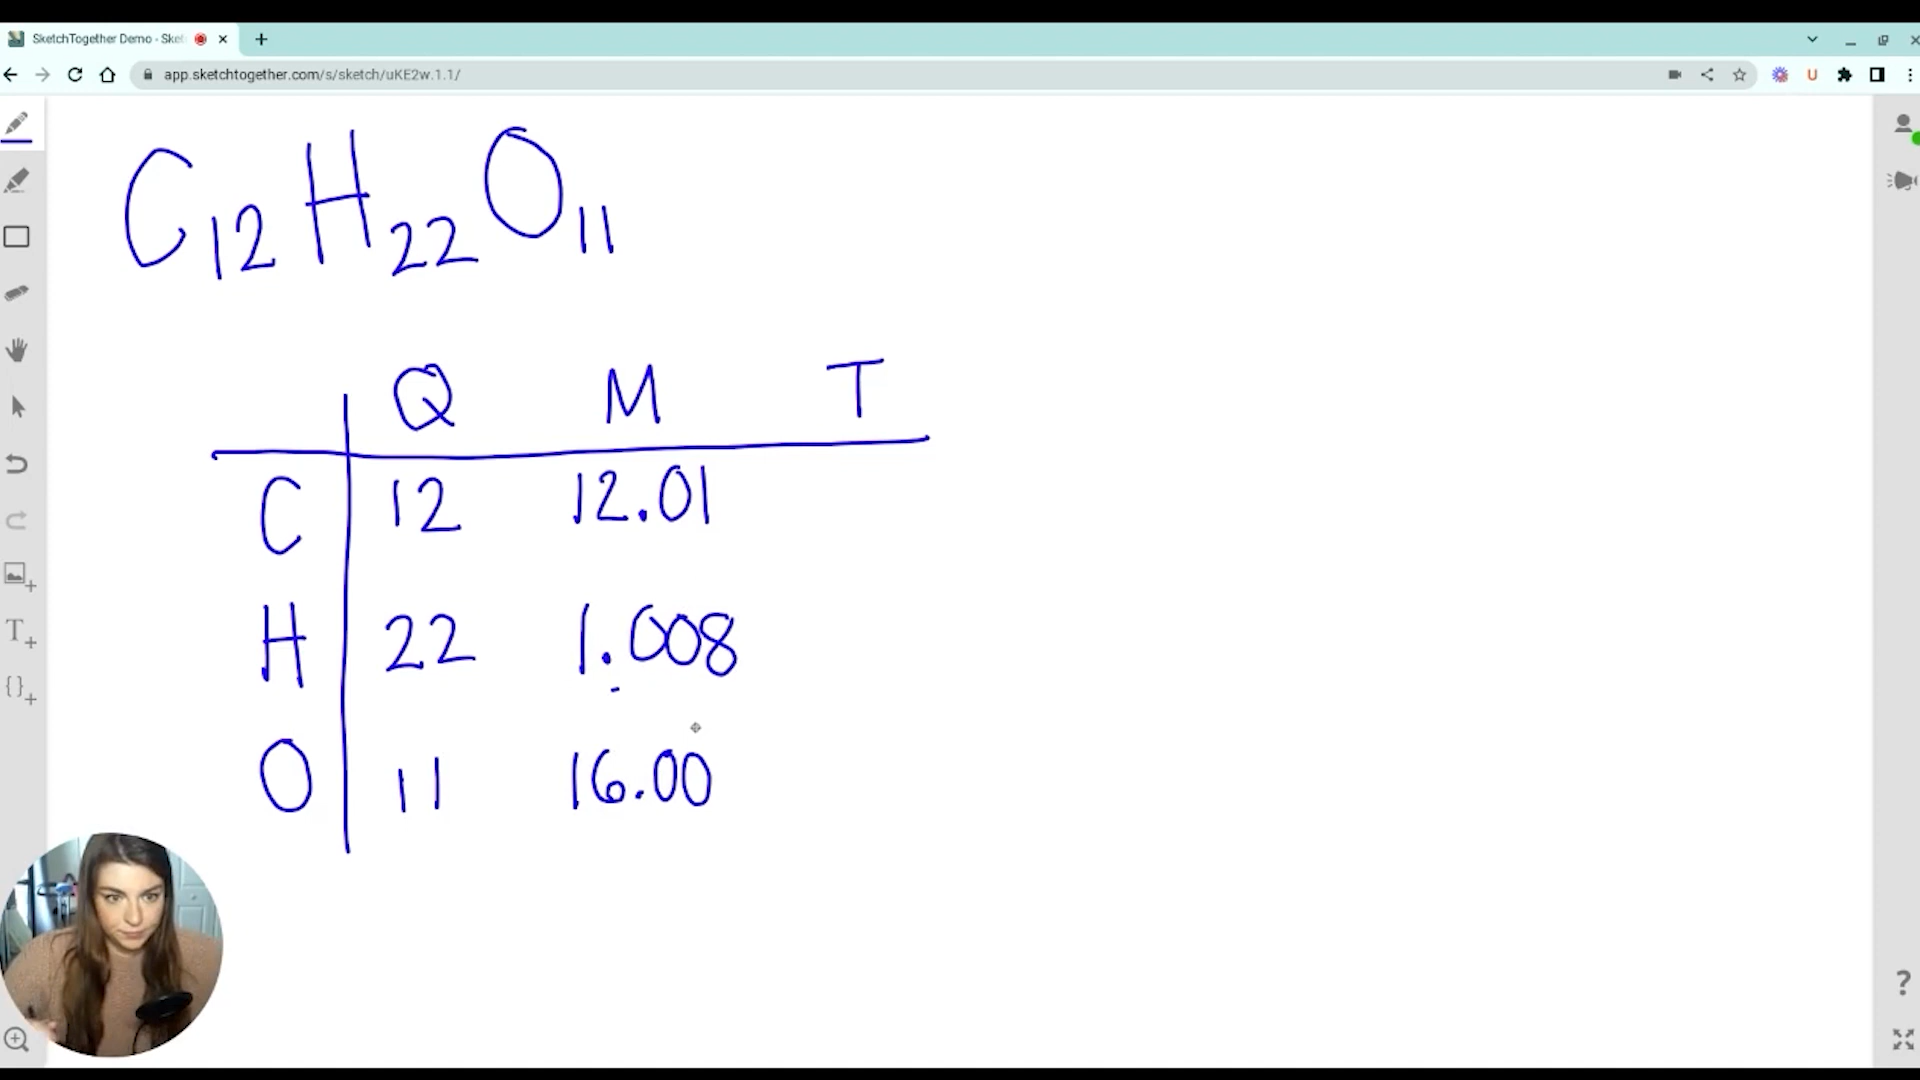 SketchTogether Demo - Sket
app.sketchtogether.com/s/sketch/uKE2w.1.1/
C12H22O11
Q M T
C 12 12.01
H 22 1.008
O 11 16.00